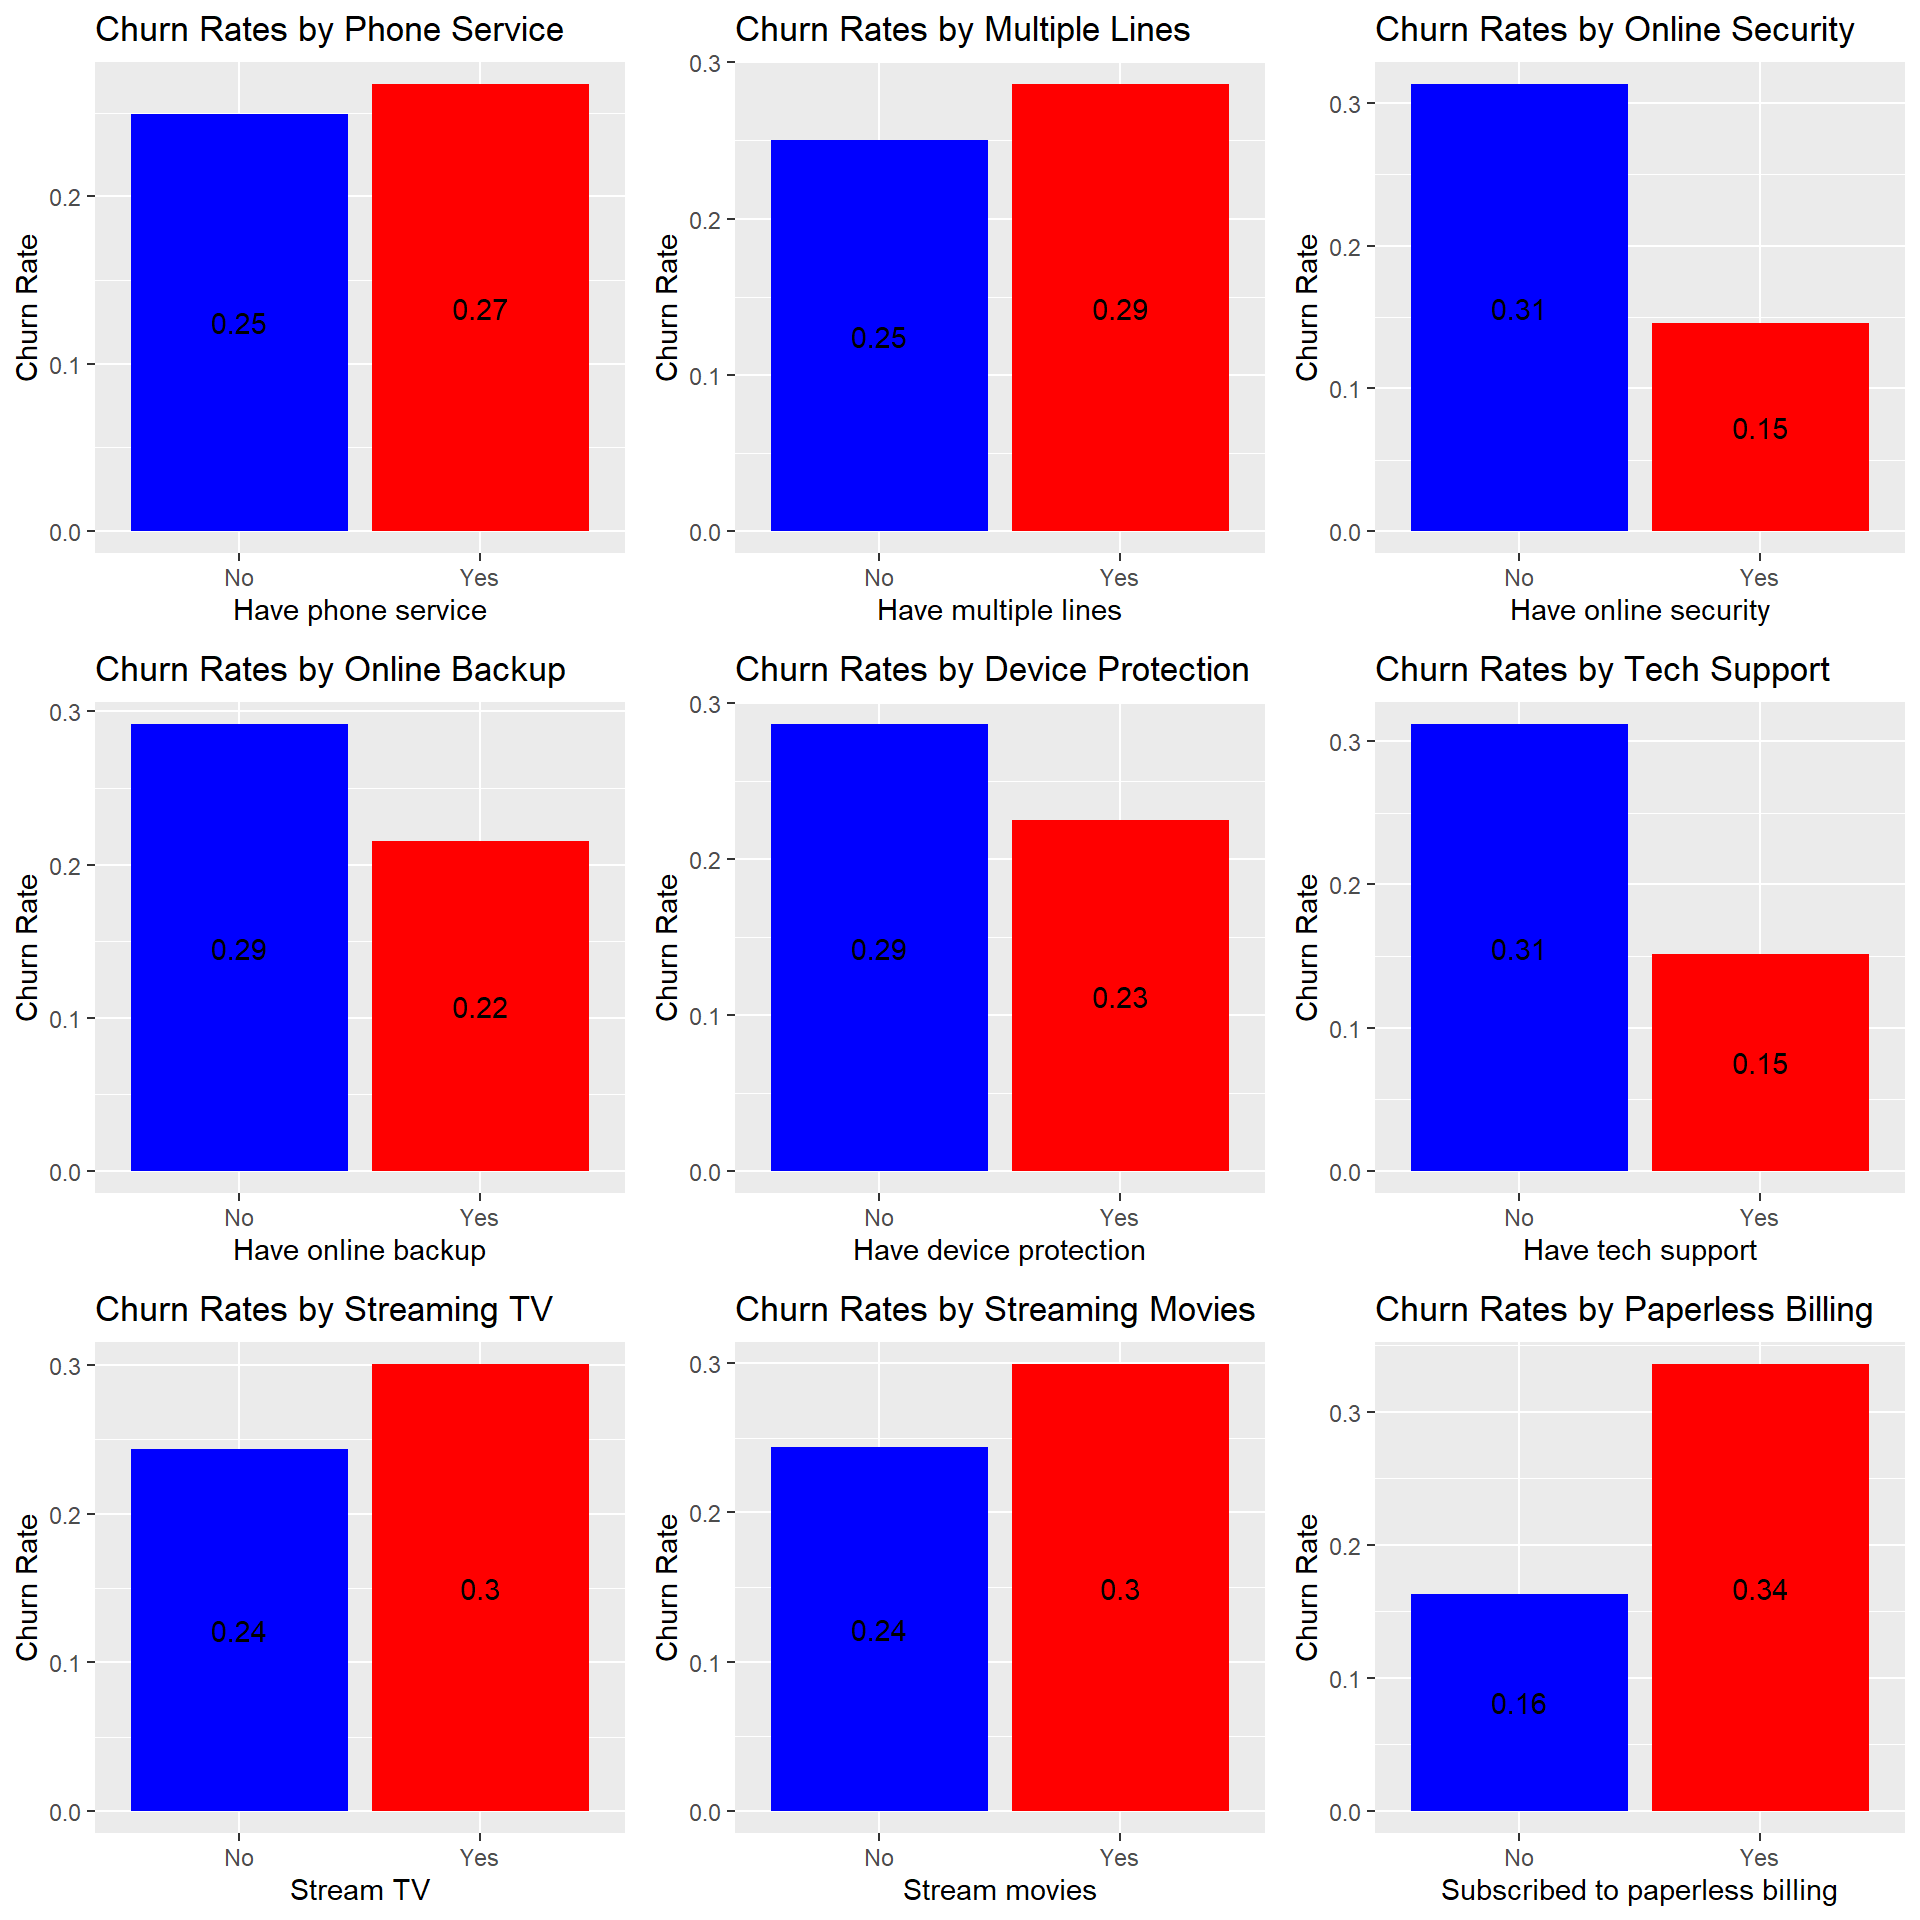 Churn Rates by Phone Service
Churn Rate
0.2
0.1
0.0
0.25
0.27
No
Yes
Have phone service
Churn Rates by Multiple Lines
Churn Rate
0.3
0.2
0.1
0.0
0.25
0.29
No
Yes
Have multiple lines
Churn Rates by Online Security
Churn Rate
0.3
0.2
0.1
0.0
0.31
0.15
No
Yes
Have online security
Churn Rates by Online Backup
Churn Rate
0.3
0.2
0.1
0.0
0.29
0.22
No
Yes
Have online backup
Churn Rates by Device Protection
Churn Rate
0.3
0.2
0.1
0.0
0.29
0.23
No
Yes
Have device protection
Churn Rates by Tech Support
Churn Rate
0.3
0.2
0.1
0.0
0.31
0.15
No
Yes
Have tech support
Churn Rates by Streaming TV
Churn Rate
0.3
0.2
0.1
0.0
0.24
0.3
No
Yes
Stream TV
Churn Rates by Streaming Movies
Churn Rate
0.3
0.2
0.1
0.0
0.24
0.3
No
Yes
Stream movies
Churn Rates by Paperless Billing
Churn Rate
0.3
0.2
0.1
0.0
0.16
0.34
No
Yes
Subscribed to paperless billing